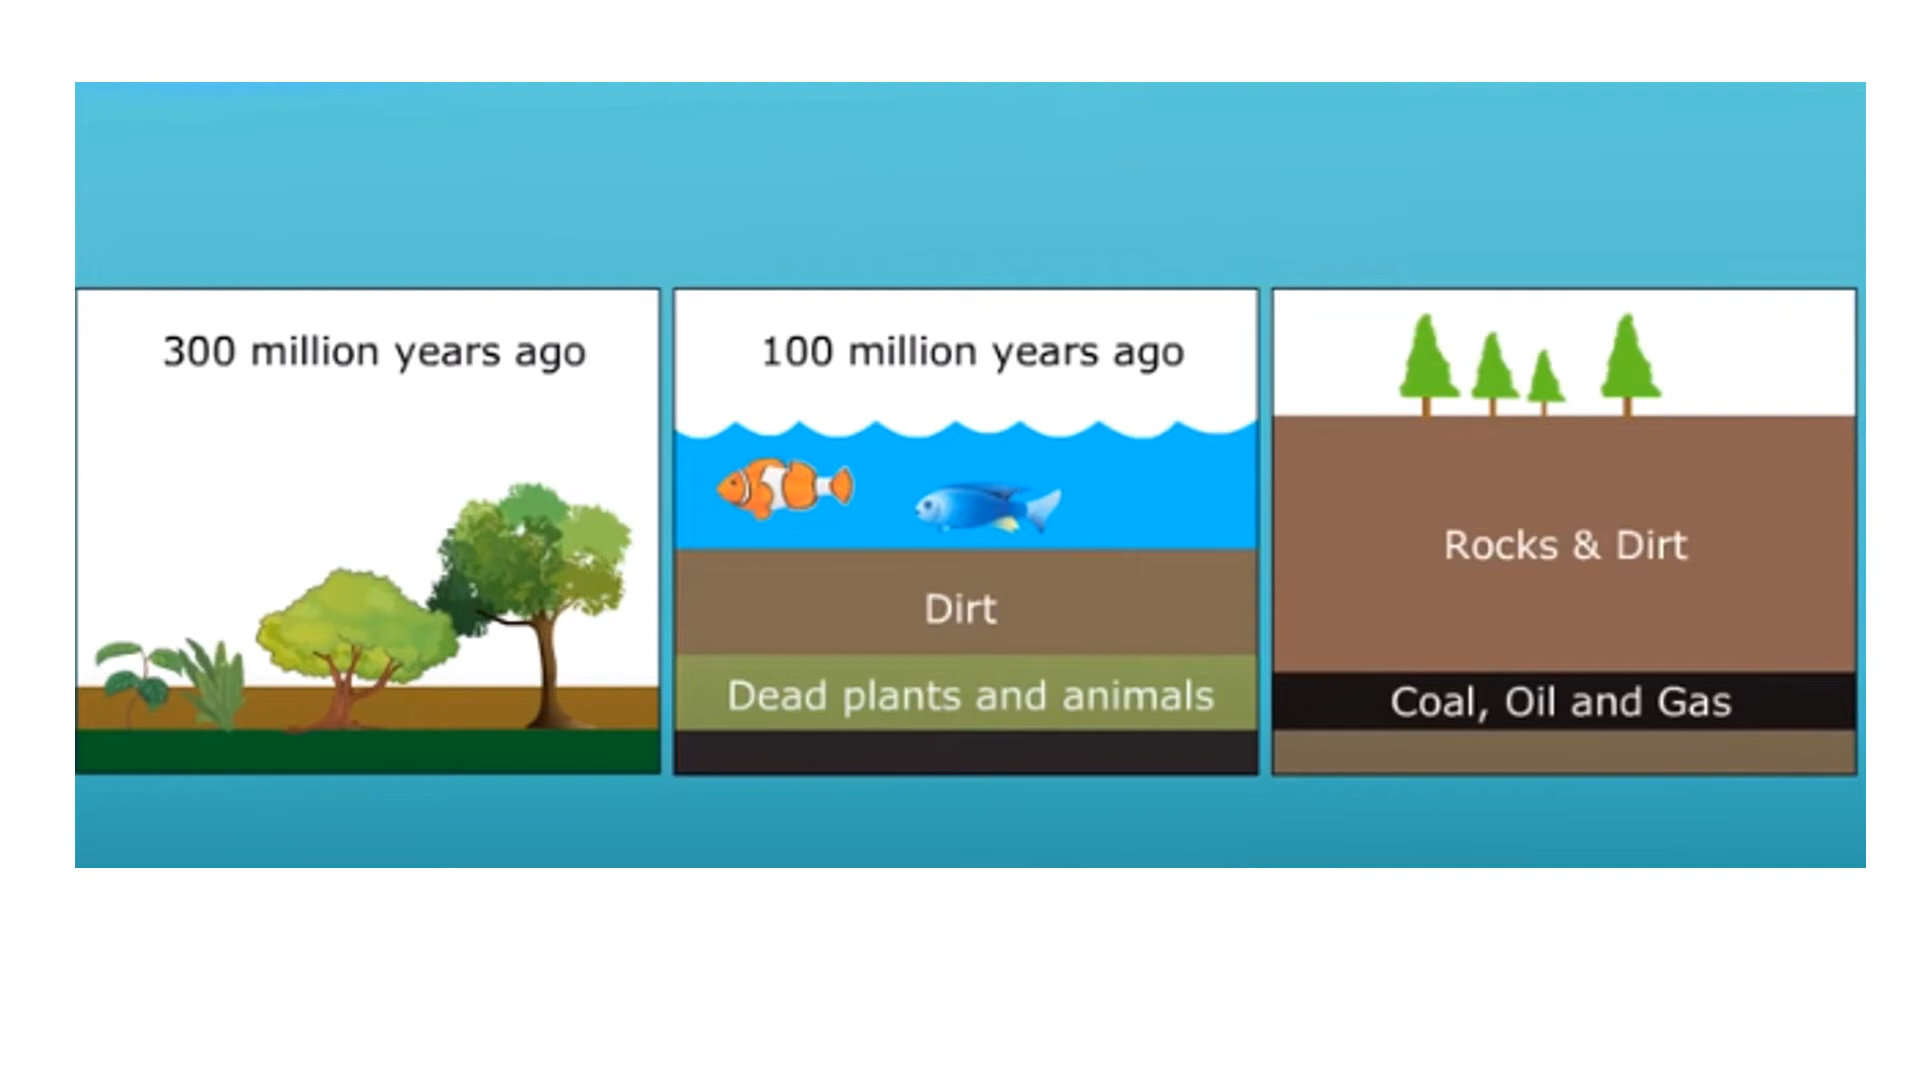 300 million years ago
100 million years ago
Dirt
Dead plants and animals
Rocks & Dirt
Coal, Oil and Gas